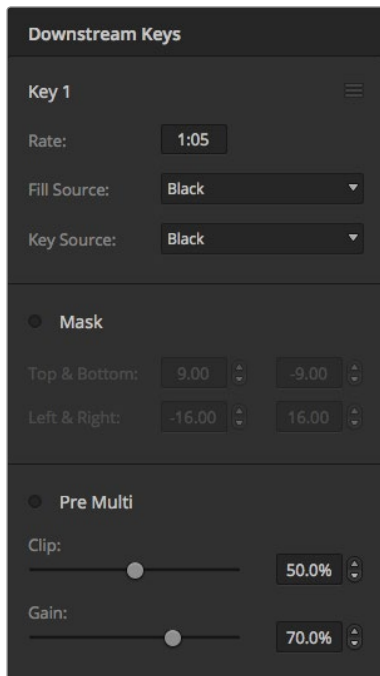 Downstream Keys
Key 1
Rate: 1:05
Fill Source: Black
Key Source: Black
Mask
Top & Bottom: 9.00 -9.00
Left & Right: -16.00 16.00
Pre Multi
Clip:
50.0%
Gain:
70.0%